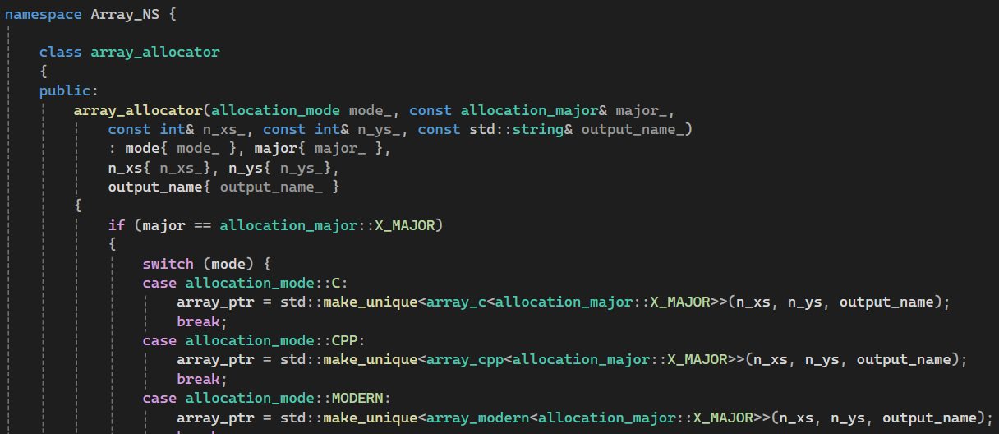 namespace Array_NS {
class array_allocator
{
public:
array_allocator(allocation_mode mode_, const allocation_major& major_,
const int& n_xs_, const int& n_ys_, const std::string& output_name_)
: mode{ mode_ }, major{ major_ },
n_xs{ n_xs_}, n_ys{ n_ys_},
output_name{ output_name_ }
{
if (major == allocation_major::X_MAJOR)
{
switch (mode) {
case allocation_mode::C:
array_ptr = std::make_unique<array_c<allocation_major::X_MAJOR>>(n_xs, n_ys, output_name);
break;
case allocation_mode::CPP:
array_ptr = std::make_unique<array_cpp<allocation_major::X_MAJOR>>(n_xs, n_ys, output_name);
break;
case allocation_mode::MODERN:
array_ptr = std::make_unique<array_modern<allocation_major::X_MAJOR>>(n_xs, n_ys, output_name);